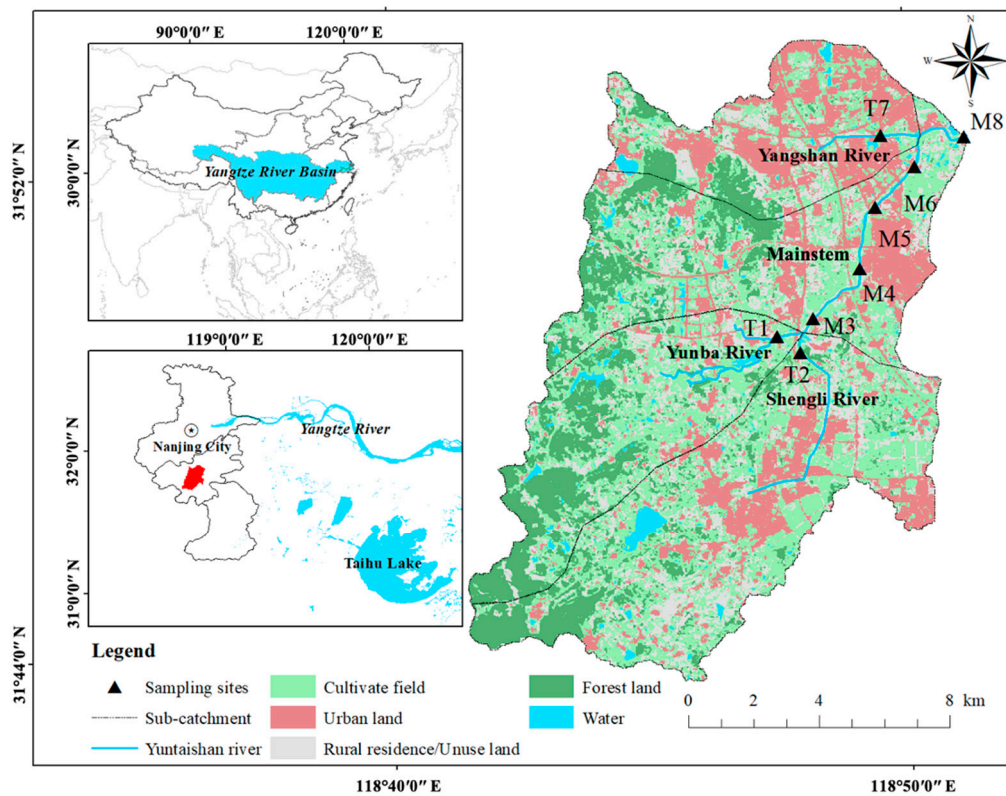 90°0'0" E 120°0'0" E
30°0'0" N
Yangtze River Basin
119°0'0" E 120°0'0" E
32°0'0" N
31°0'0" N
Nanjing City
Yangtze River
Taihu Lake
31°52'0" N
31°44'0" N
118°40'0" E 118°50'0" E
N
W E
S
T7
M8
Yangshan River
M6
M5
Mainstem
M4
M3
T1
Yunba River
T2
Shengli River
Legend
Sampling sites
Sub-catchment
Yuntaishan river
Cultivate field
Urban land
Rural residence/Unuse land
Forest land
Water
0 2 4 8 km